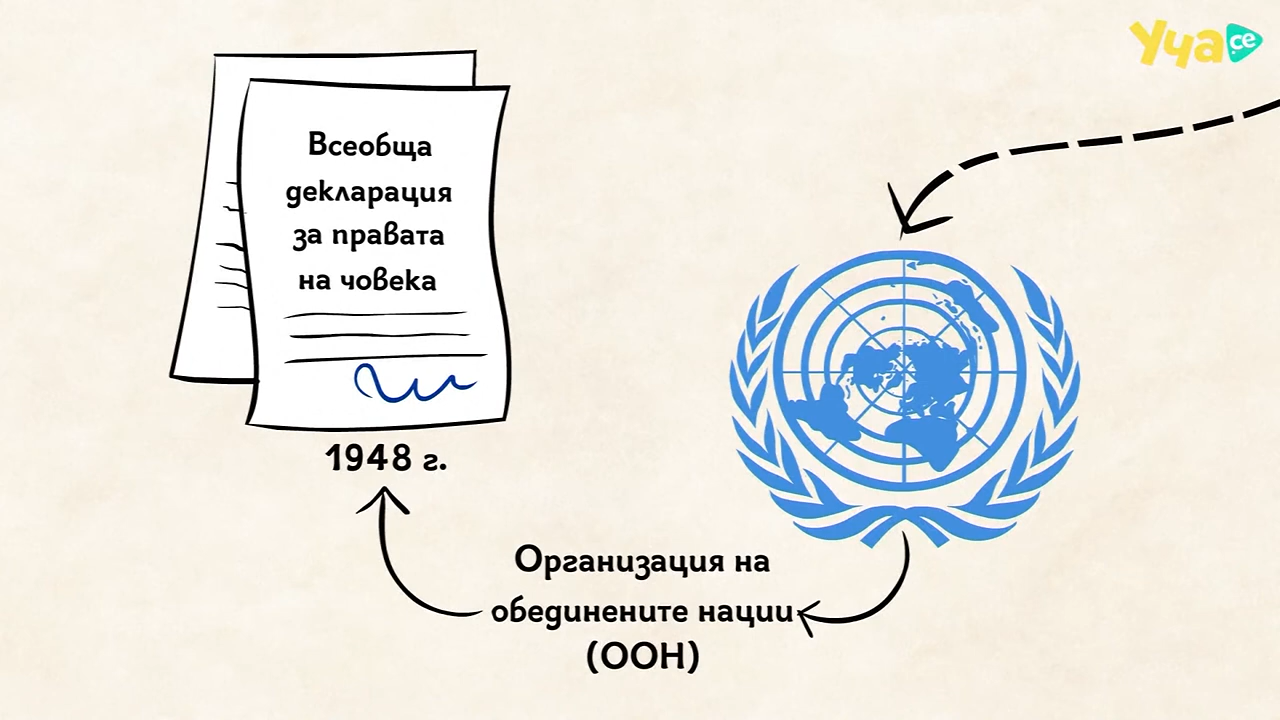 Уча.се
Всеобща
декларация
за правата
на човека
1948 г.
Организация на
обединените нации
(ООН)